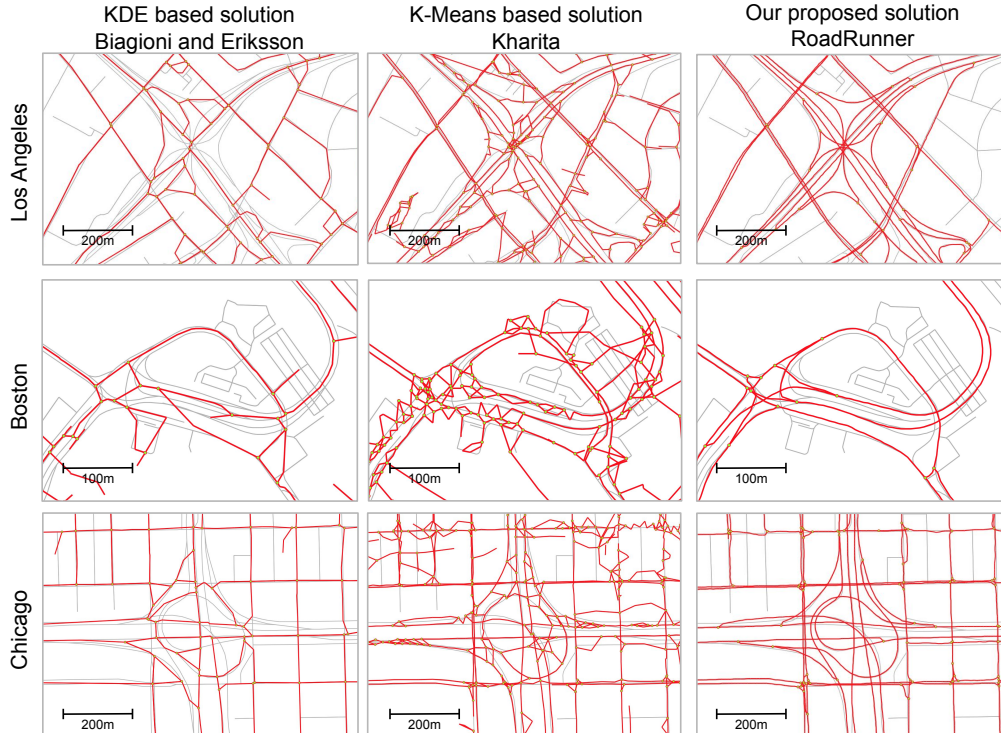 KDE based solution
Biagioni and Eriksson
K-Means based solution
Kharita
Our proposed solution
RoadRunner
Los Angeles
200m
200m
200m
Boston
100m
100m
100m
Chicago
200m
200m
200m